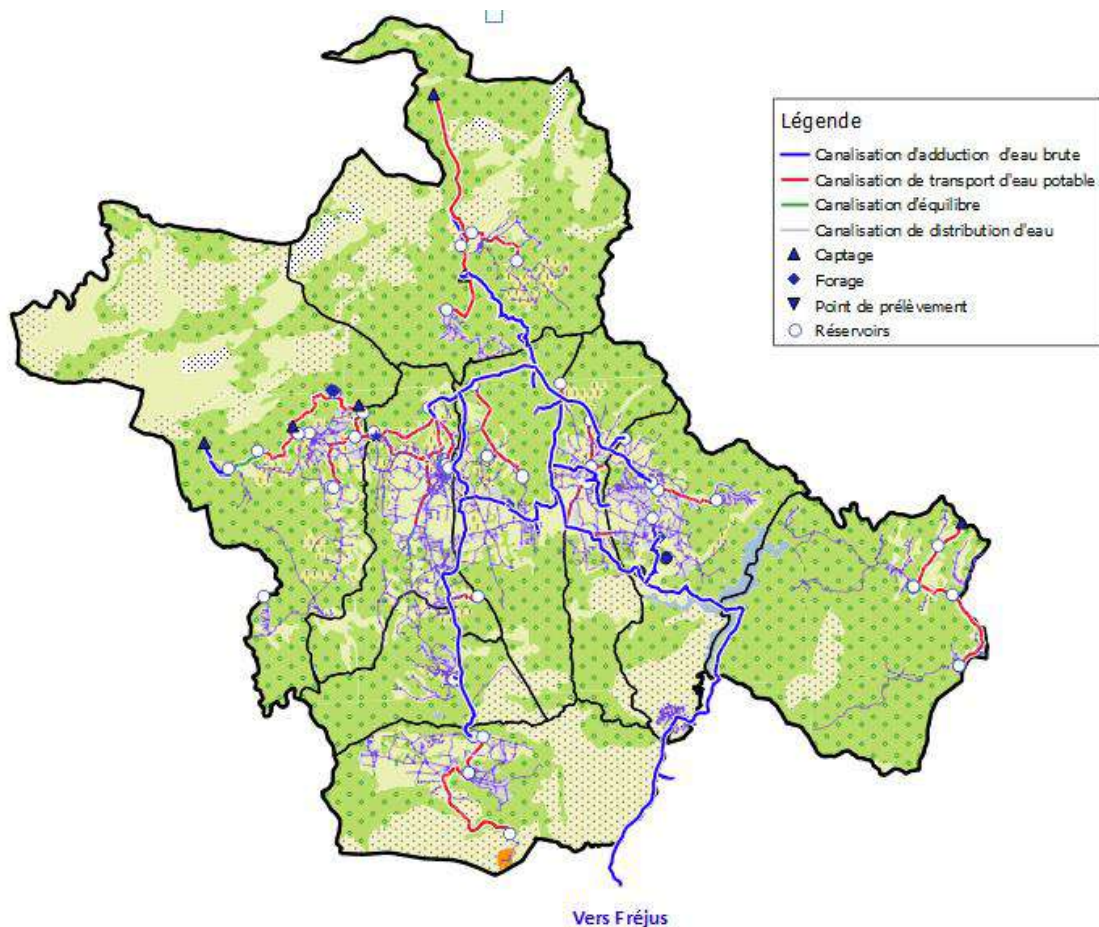 Légende
Canalisation d'adduction d'eau brute
Canalisation de transport d'eau potable
Canalisation d'équilibre
Canalisation de distribution d'eau
Captage
Forage
Point de prélèvement
Réservoirs
Vers Fréjus